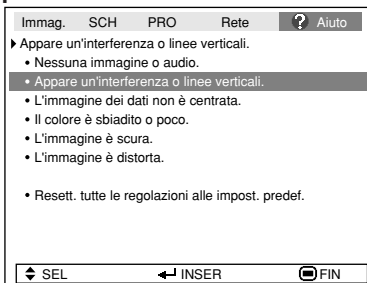 Immag. SCH PRO Rete ? Aiuto
Appare un'interferenza o linee verticali.
• Nessuna immagine o audio.
• Appare un'interferenza o linee verticali.
• L'immagine dei dati non è centrata.
• Il colore è sbiadito o poco.
• L'immagine è scura.
• L'immagine è distorta.
• Resett. tutte le regolazioni alle impost. predef.
SEL INSER FIN